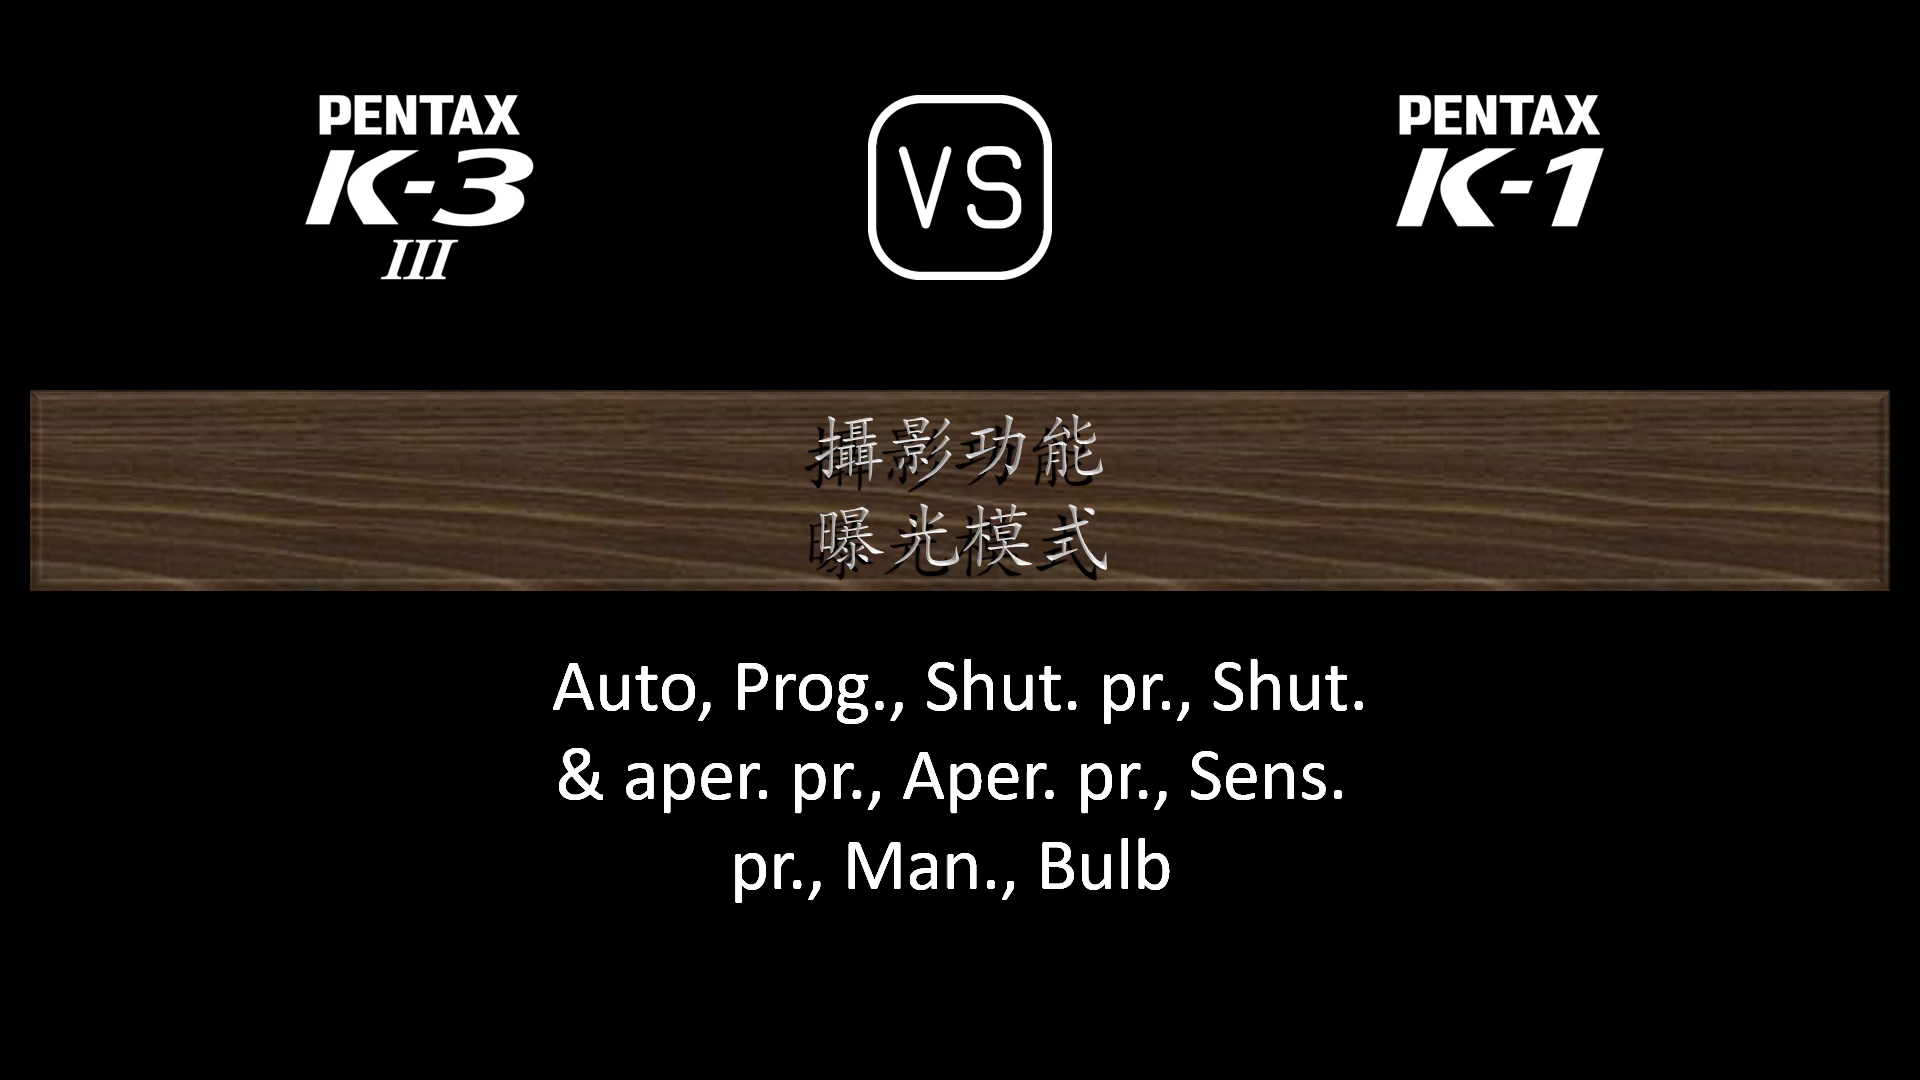 PENTAX
K-3
III
VS
PENTAX
K-1
攝影功能
曝光模式
Auto, Prog., Shut. pr., Shut.
& aper. pr., Aper. pr., Sens.
pr., Man., Bulb